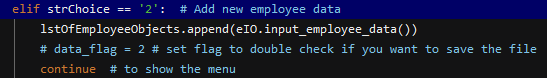 elif strChoice == '2':  # Add new employee data
    lstOfEmployeeObjects.append(eIO.input_employee_data())
    # data_flag = 2 # set flag to double check if you want to save the file
    continue  # to show the menu